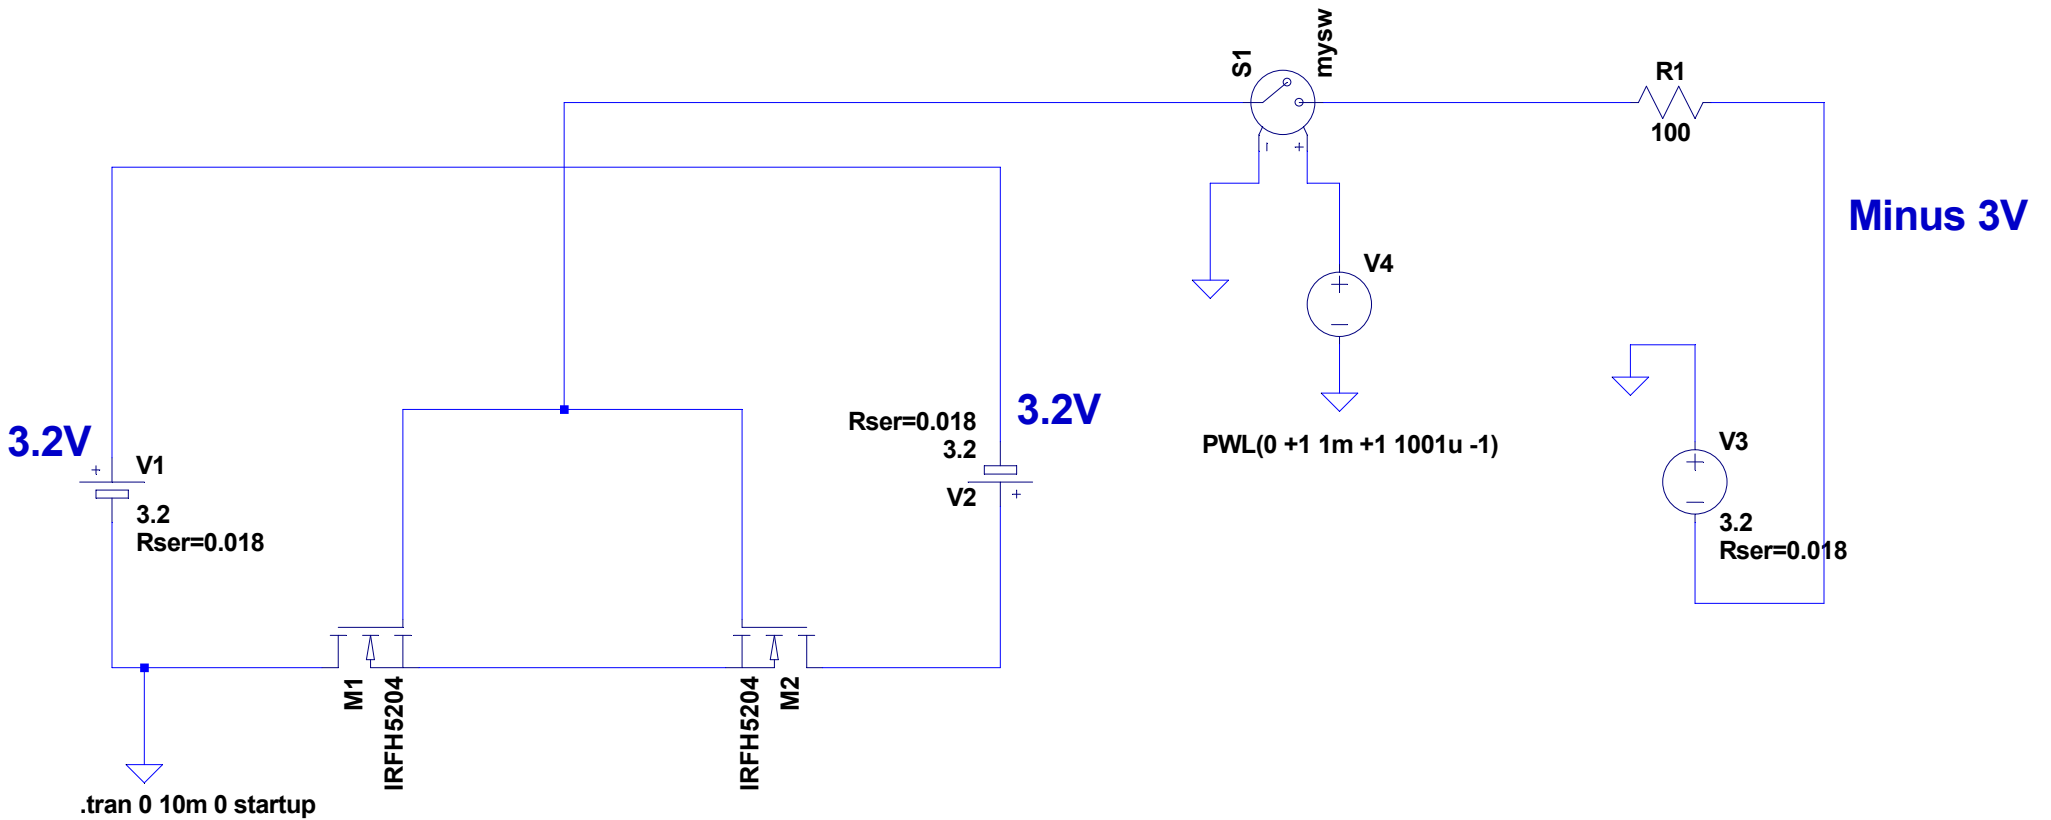 S1
mysw
R1
100
Minus 3V
V4
+
−
+
−
PWL(0 +1 1m +1 1001u -1)
3.2V
+
V1
3.2
Rser=0.018
Rser=0.018
3.2
V2
+
3.2V
V3
+
−
3.2
Rser=0.018
M1
IRFH5204
IRFH5204
M2
.tran 0 10m 0 startup